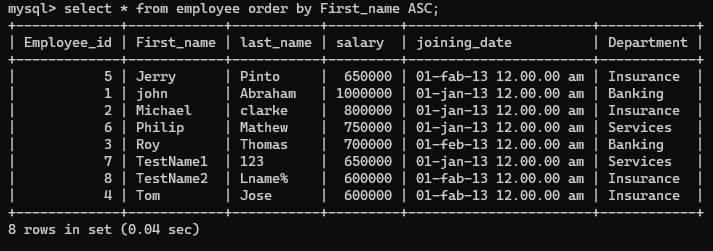 mysql> select * from employee order by First_name ASC;
+-------------+------------+-----------+---------+-----------------------+------------+
| Employee_id | First_name | last_name | salary  | joining_date          | Department |
+-------------+------------+-----------+---------+-----------------------+------------+
|           5 | Jerry      | Pinto     |  650000 | 01-fab-13 12.00.00 am | Insurance  |
|           1 | john       | Abraham   | 1000000 | 01-jan-13 12.00.00 am | Banking    |
|           2 | Michael    | clarke    |  800000 | 01-jan-13 12.00.00 am | Insurance  |
|           6 | Philip     | Mathew    |  750000 | 01-jan-13 12.00.00 am | Services   |
|           3 | Roy        | Thomas    |  700000 | 01-feb-13 12.00.00 am | Banking    |
|           7 | TestName1  | 123       |  650000 | 01-jan-13 12.00.00 am | Services   |
|           8 | TestName2  | Lname%    |  600000 | 01-fab-13 12.00.00 am | Insurance  |
|           4 | Tom        | Jose      |  600000 | 01-fab-13 12.00.00 am | Insurance  |
+-------------+------------+-----------+---------+-----------------------+------------+
8 rows in set (0.04 sec)